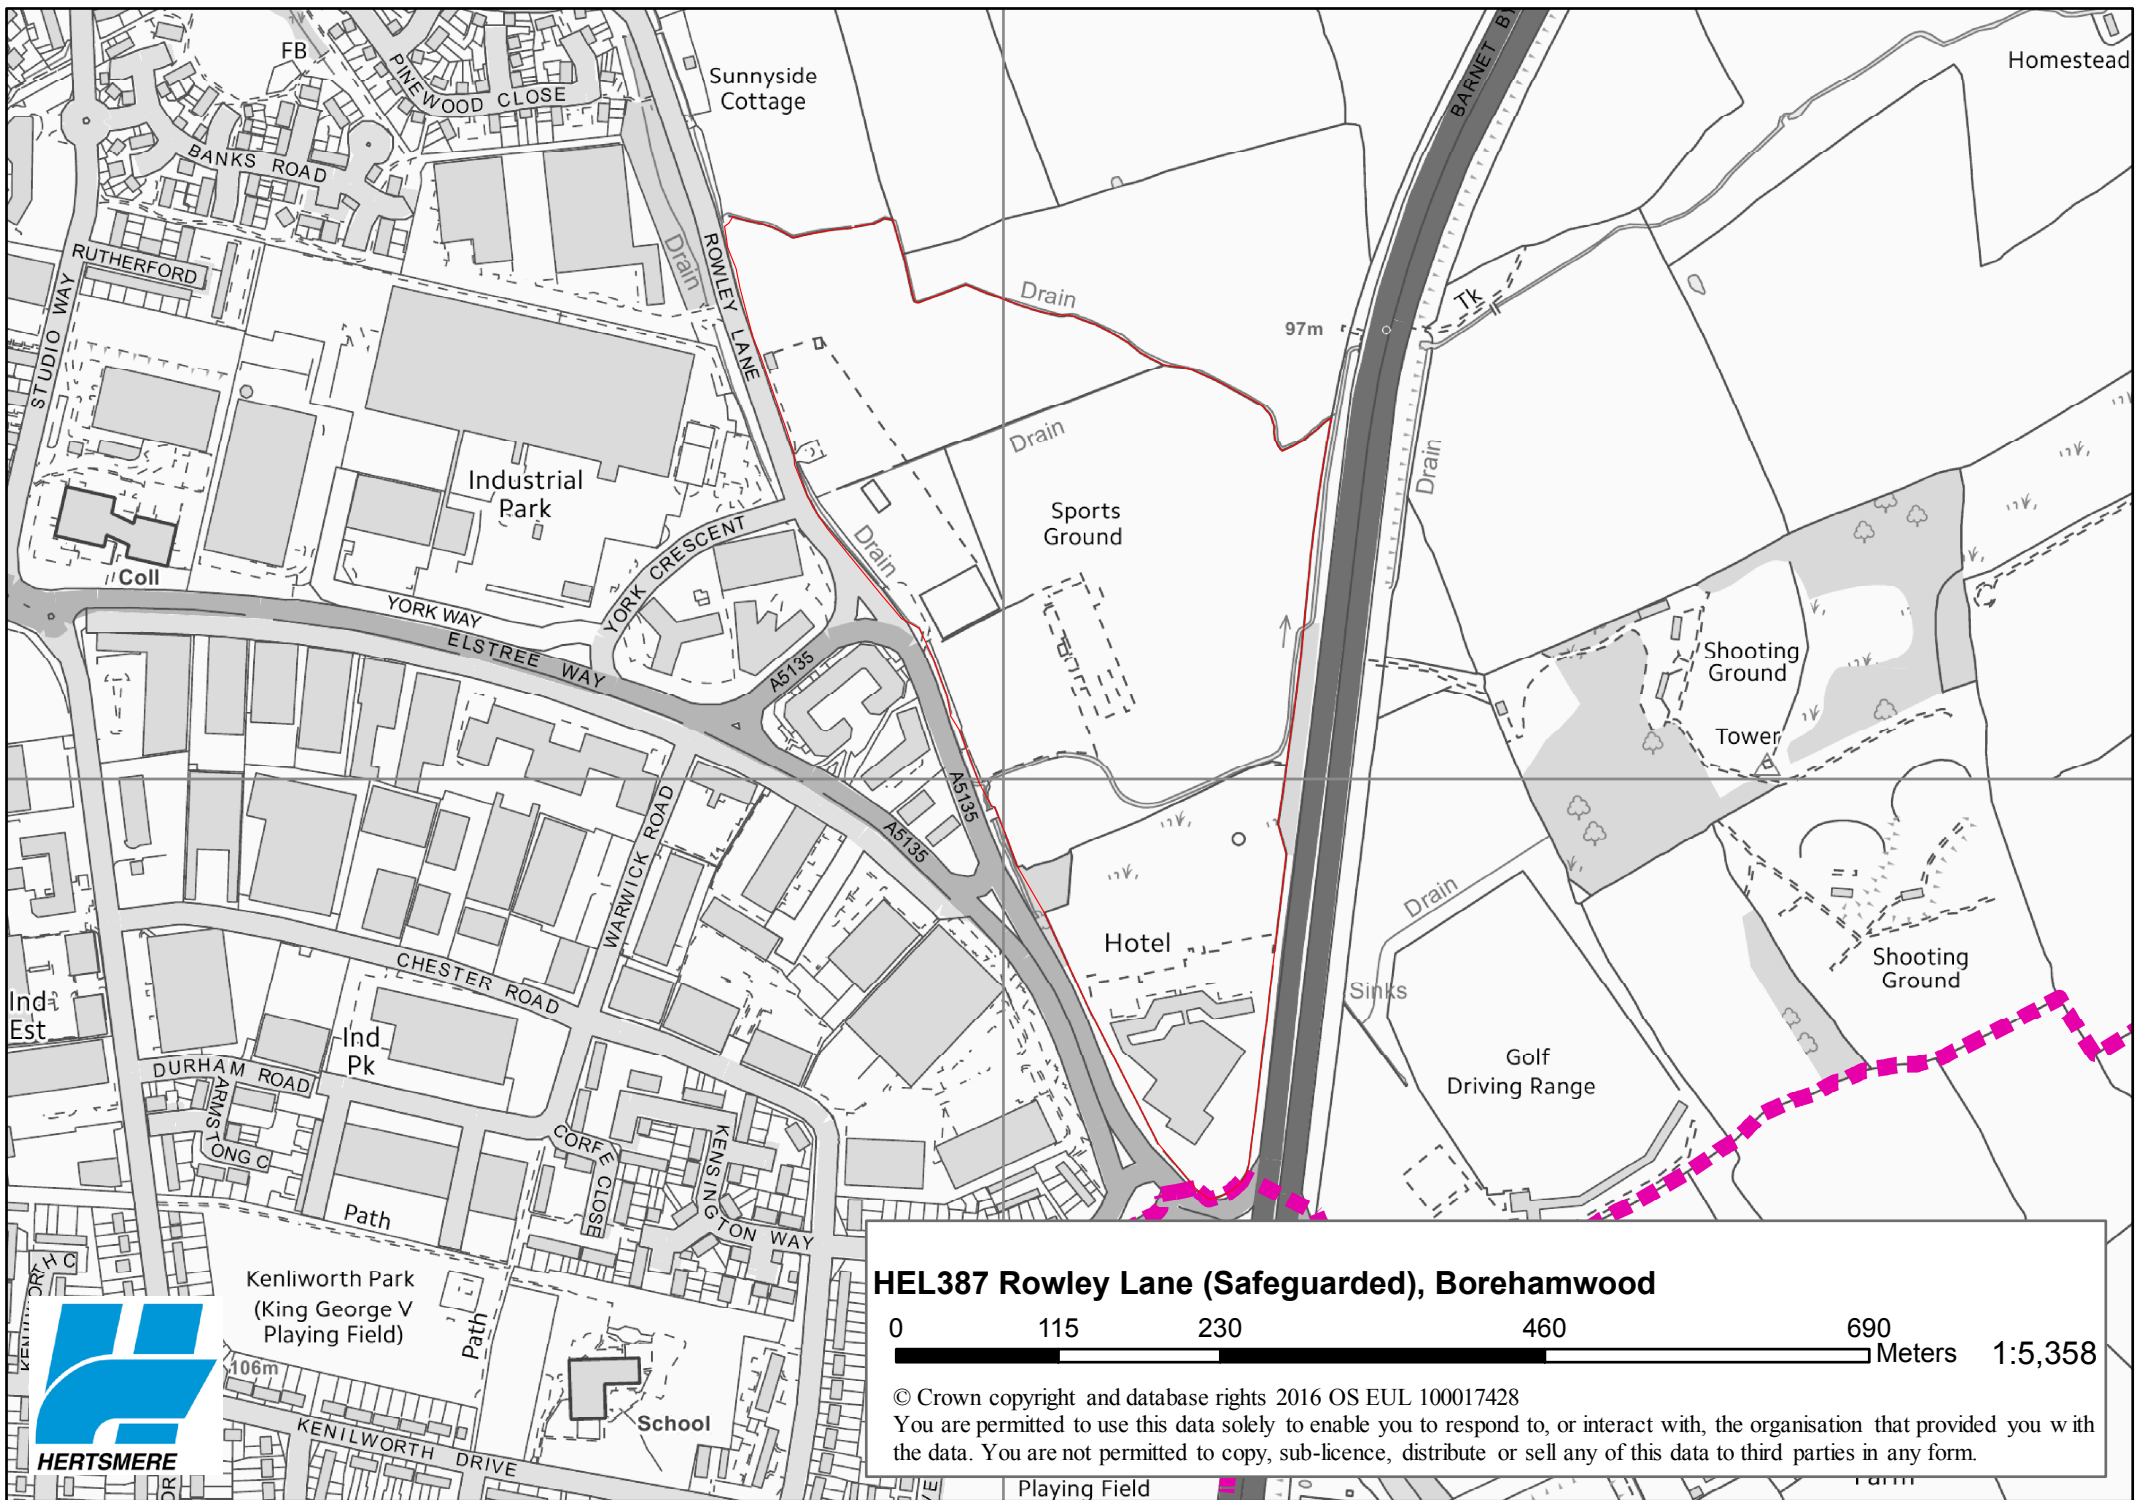 FB
PINEWOOD CLOSE
Sunnyside
Cottage
BARNET BY
Homestead
BANKS ROAD
RUTHERFORD
STUDIO WAY
Drain
ROWLEY LANE
Drain
97m
Tk
Drain
Drain
Industrial
Park
Sports
Ground
Coll
YORK CRESCENT
Drain
YORK WAY
ELSTREE WAY
A5135
Shooting
Ground
Tower
A5135
A5135
WARWICK ROAD
Drain
Hotel
Shooting
Ground
CHESTER ROAD
Sinks
Ind
Est
Ind
Pk
Golf
Driving Range
DURHAM ROAD
ARMSTONG C
CORFE CLOSE
KENSINGTON WAY
Path
Kenliworth Park
(King George V
Playing Field)
Path
106m
School
KENILWORTH DRIVE
HEL387 Rowley Lane (Safeguarded), Borehamwood
0 115 230 460 690
Meters 1:5,358
© Crown copyright and database rights 2016 OS EUL 100017428
You are permitted to use this data solely to enable you to respond to, or interact with, the organisation that provided you with
the data. You are not permitted to copy, sub-licence, distribute or sell any of this data to third parties in any form.
HERTSMERE
Playing Field